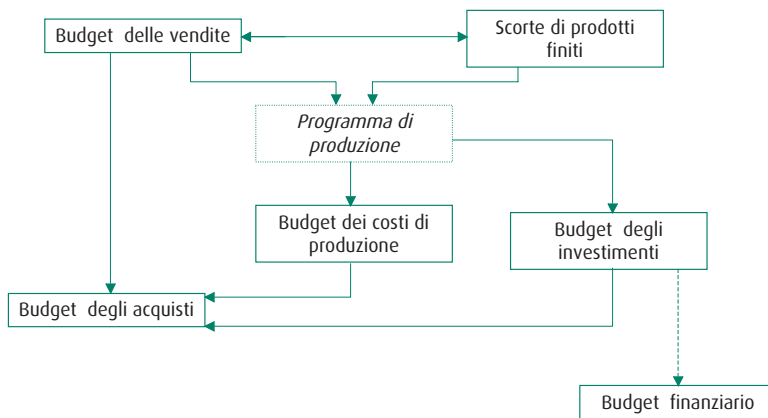 Budget delle vendite
Scorte di prodotti
finiti
Programma di
produzione
Budget dei costi di
produzione
Budget degli
investimenti
Budget degli acquisti
Budget finanziario